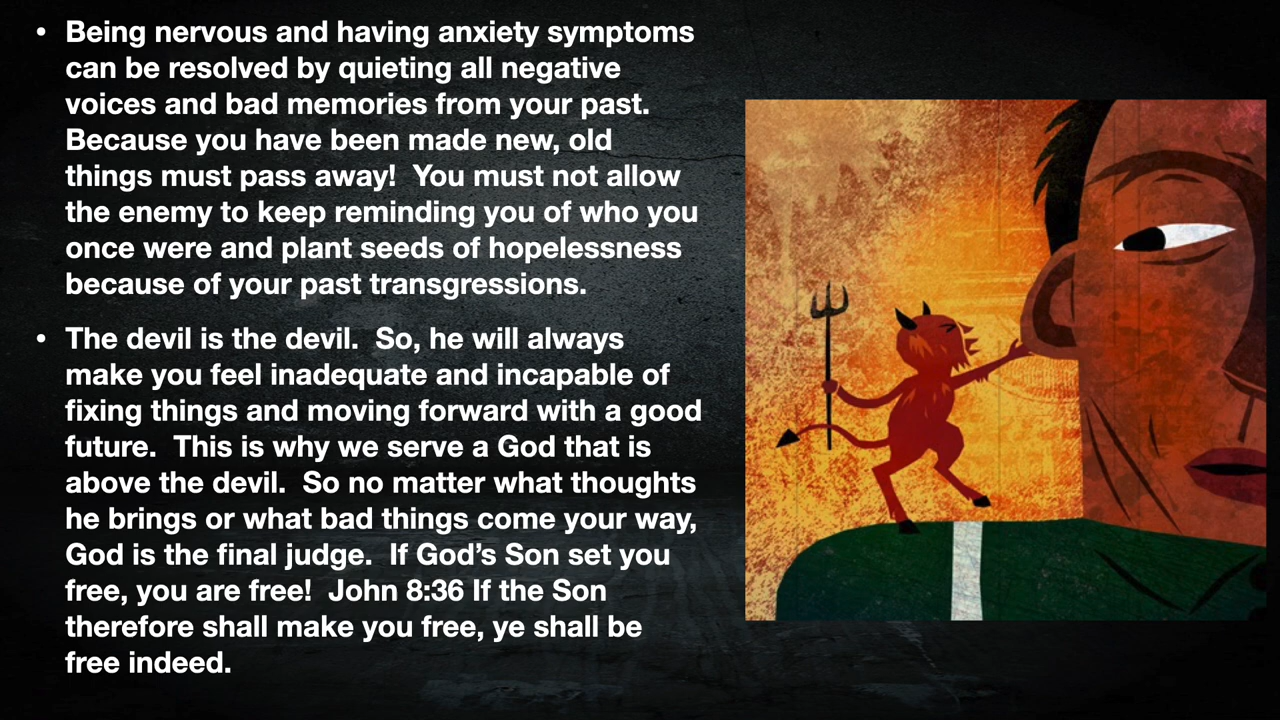 • Being nervous and having anxiety symptoms
can be resolved by quieting all negative
voices and bad memories from your past.
Because you have been made new, old
things must pass away!  You must not allow
the enemy to keep reminding you of who you
once were and plant seeds of hopelessness
because of your past transgressions.
• The devil is the devil.  So, he will always
make you feel inadequate and incapable of
fixing things and moving forward with a good
future.  This is why we serve a God that is
above the devil.  So no matter what thoughts
he brings or what bad things come your way,
God is the final judge.  If God’s Son set you
free, you are free!  John 8:36 If the Son
therefore shall make you free, ye shall be
free indeed.